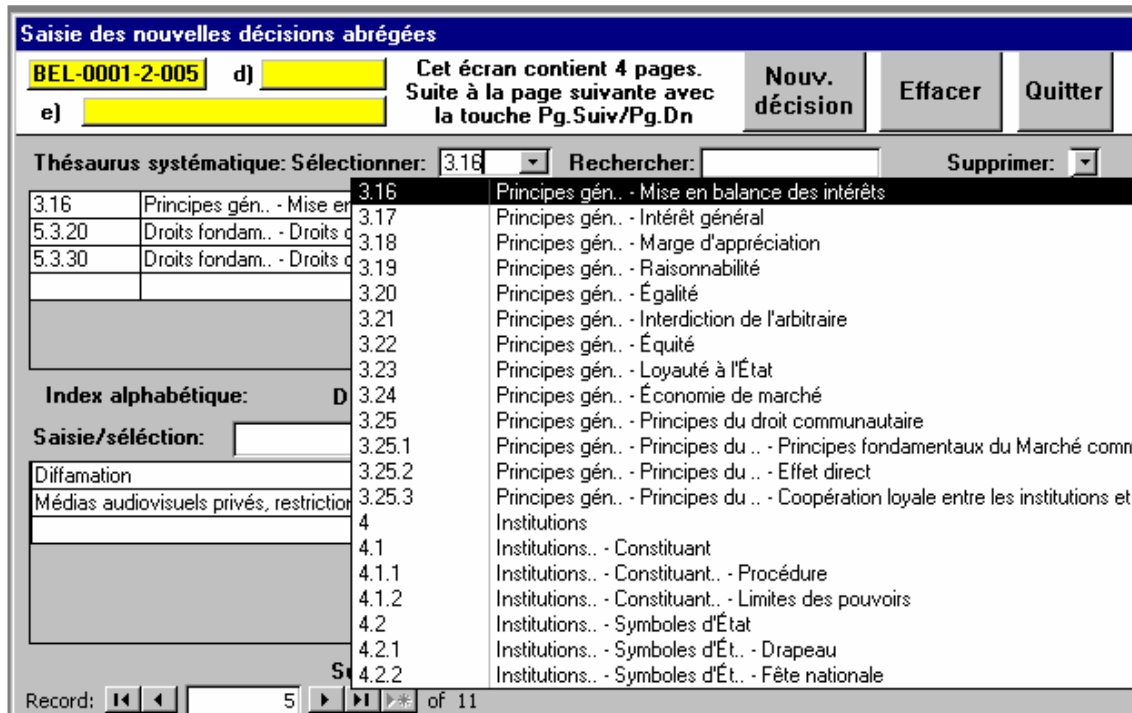 Saisie des nouvelles décisions abrégées
BEL-0001-2-005 d)
e)
Cet écran contient 4 pages.
Suite à la page suivante avec
la touche Pg.Suiv/Pg.Dn
Nouv.
décision
Effacer
Quitter
Thésaurus systématique: Sélectionner: 3.16 Rechercher: Supprimer:
3.16 Principes gén.. - Mise en
5.3.20 Droits fondam.. - Droits
5.3.30 Droits fondam.. - Droits
3.16 Principes gén.. - Mise en balance des intérêts
3.17 Principes gén.. - Intérêt général
3.18 Principes gén.. - Marge d'appréciation
3.19 Principes gén.. - Raisonnabilité
3.20 Principes gén.. - Égalité
3.21 Principes gén.. - Interdiction de l'arbitraire
3.22 Principes gén.. - Équité
3.23 Principes gén.. - Loyauté à l'État
3.24 Principes gén.. - Économie de marché
3.25 Principes gén.. - Principes du droit communautaire
3.25.1 Principes gén.. - Principes du .. - Principes fondamentaux du Marché comm
3.25.2 Principes gén.. - Principes du .. - Effet direct
3.25.3 Principes gén.. - Principes du .. - Coopération loyale entre les institutions et
4 Institutions
4.1 Institutions.. - Constituant
4.1.1 Institutions.. - Constituant.. - Procédure
4.1.2 Institutions.. - Constituant.. - Limites des pouvoirs
4.2 Institutions.. - Symboles d'État
4.2.1 Institutions.. - Symboles d'Ét.. - Drapeau
4.2.2 Institutions.. - Symboles d'Ét.. - Fête nationale
Index alphabétique: D
Saisie/séléction:
Diffamation
Médias audiovisuels privés, restriction
Record: 5 of 11